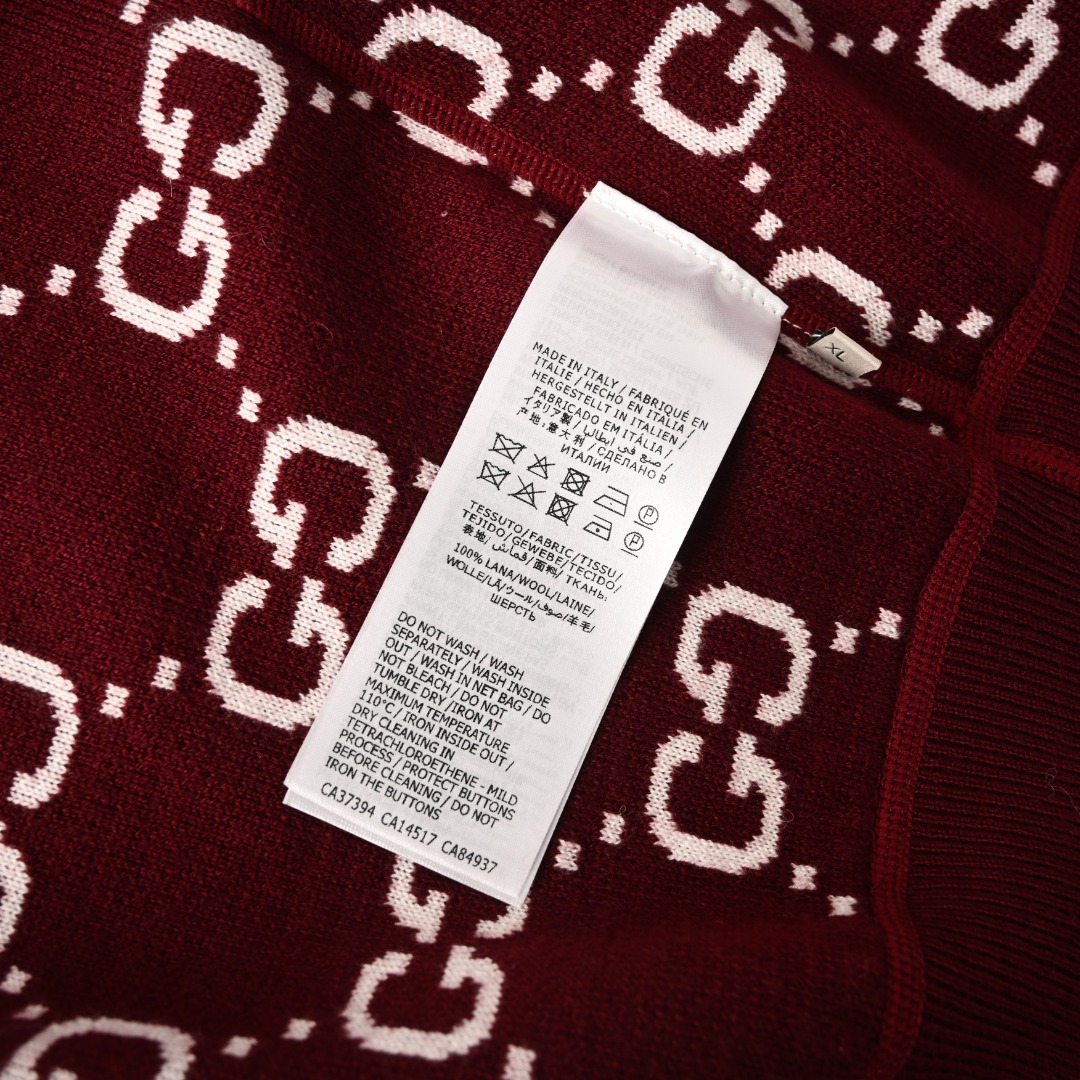 MADE IN ITALY / FABRIQUÉ EN
ITALIE / HECHO EN ITALIA /
HERGESTELLT IN ITALIEN /
FABRICADO EM ITÁLIA /
イタリア製 / صنع في ايطاليا /
产地：意大利 / СДЕЛАНО В
ИТАЛИИ
TESSUTO/FABRIC/TISSU/
TEJIDO/GEWEBE/TECIDO/
表地/ قماش/面料/ ТКАНЬ:
100% LANA/WOOL/LAINE/
WOLLE/LÃ/ウール/صوف/羊毛/
ШЕРСТЬ
DO NOT WASH / WASH
SEPARATELY / WASH INSIDE
OUT / WASH IN NET BAG / DO
NOT BLEACH / DO NOT
TUMBLE DRY /IRON AT
MAXIMUM TEMPERATURE
110°C / IRON INSIDE OUT /
DRY CLEANING IN
TETRACHLOROETHENE - MILD
PROCESS / PROTECT BUTTONS
BEFORE CLEANING / DO NOT
IRON THE BUTTONS
CA37394 CA14517 CA84937
XL